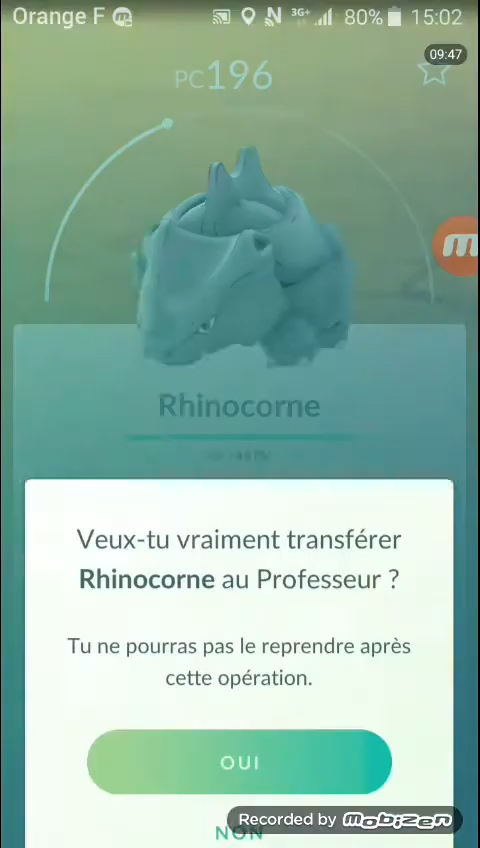 Orange F 3G+ 80% 15:02
09:47
PC196
Rhinocorne
Veux-tu vraiment transférer
Rhinocorne au Professeur ?
Tu ne pourras pas le reprendre après
cette opération.
OUI
Recorded by Mobizen
NON